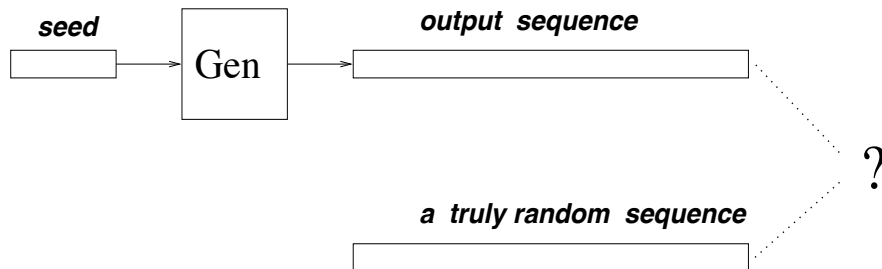 seed
Gen
output sequence
?
a truly random sequence